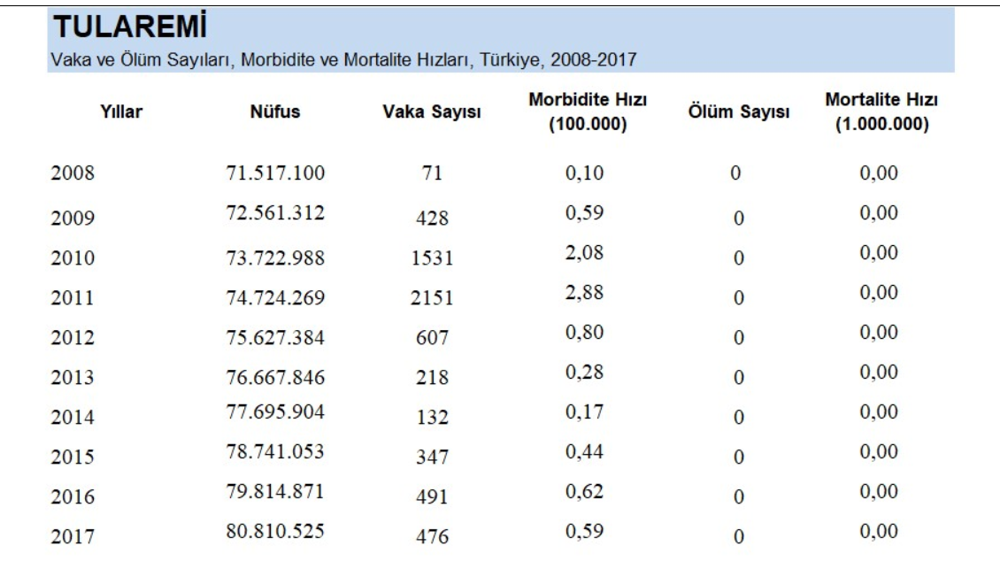 TULAREMİ
Vaka ve Ölüm Sayıları, Morbidite ve Mortalite Hızları, Türkiye, 2008-2017
Yıllar Nüfus Vaka Sayısı Morbidite Hızı (100.000) Ölüm Sayısı Mortalite Hızı (1.000.000)
2008 71.517.100 71 0,10 0 0,00
2009 72.561.312 428 0,59 0 0,00
2010 73.722.988 1531 2,08 0 0,00
2011 74.724.269 2151 2,88 0 0,00
2012 75.627.384 607 0,80 0 0,00
2013 76.667.846 218 0,28 0 0,00
2014 77.695.904 132 0,17 0 0,00
2015 78.741.053 347 0,44 0 0,00
2016 79.814.871 491 0,62 0 0,00
2017 80.810.525 476 0,59 0 0,00